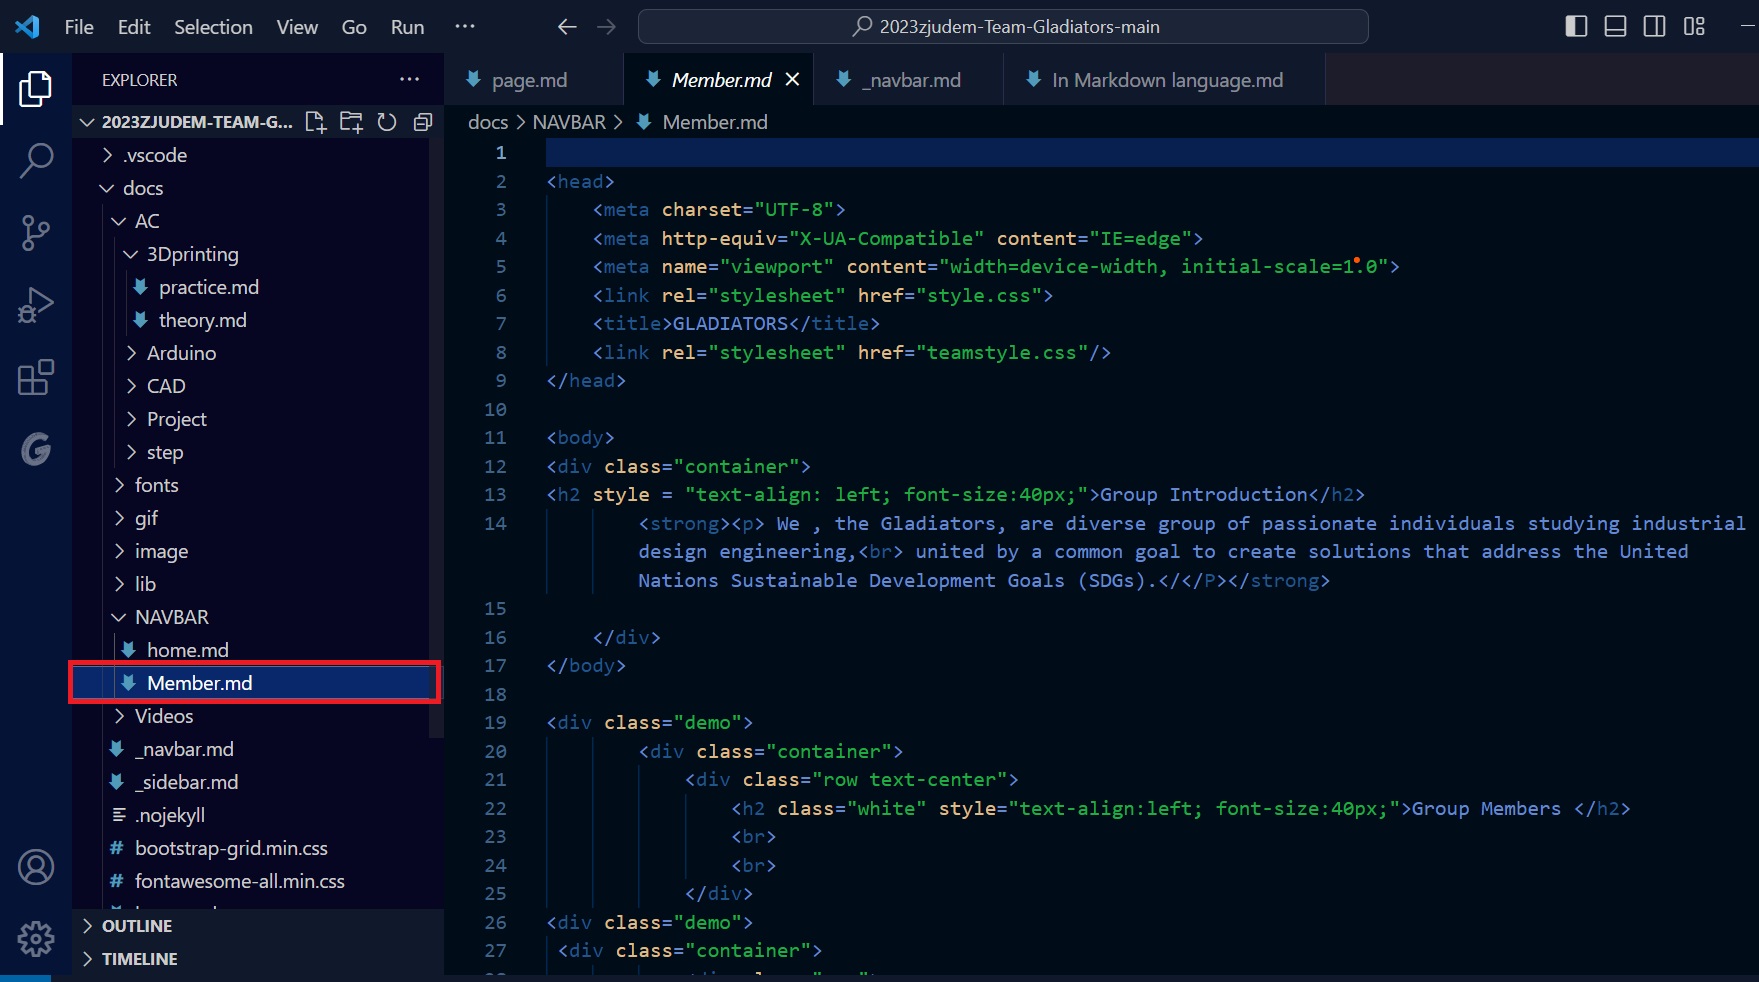 File Edit Selection View Go Run ··· 2023zjudem-Team-Gladiators-main
EXPLORER ···
2023ZJUDEM-TEAM-G...
.vscode
docs
AC
3Dprinting
practice.md
theory.md
Arduino
CAD
Project
step
fonts
gif
image
lib
NAVBAR
home.md
Member.md
Videos
_navbar.md
_sidebar.md
.nojekyll
# bootstrap-grid.min.css
# fontawesome-all.min.css
OUTLINE
TIMELINE
page.md Member.md _navbar.md In Markdown language.md
docs > NAVBAR > Member.md
1
2 <head>
3 <meta charset="UTF-8">
4 <meta http-equiv="X-UA-Compatible" content="IE=edge">
5 <meta name="viewport" content="width=device-width, initial-scale=1.0">
6 <link rel="stylesheet" href="style.css">
7 <title>GLADIATORS</title>
8 <link rel="stylesheet" href="teamstyle.css"/>
9 </head>
10
11 <body>
12 <div class="container">
13 <h2 style = "text-align: left; font-size:40px;">Group Introduction</h2>
14 <strong><p> We , the Gladiators, are diverse group of passionate individuals studying industrial
design engineering,<br> united by a common goal to create solutions that address the United
Nations Sustainable Development Goals (SDGs).</</P></strong>
15
16 </div>
17 </body>
18
19 <div class="demo">
20 <div class="container">
21 <div class="row text-center">
22 <h2 class="white" style="text-align:left; font-size:40px;">Group Members </h2>
23 <br>
24 <br>
25 </div>
26 <div class="demo">
27 <div class="container">